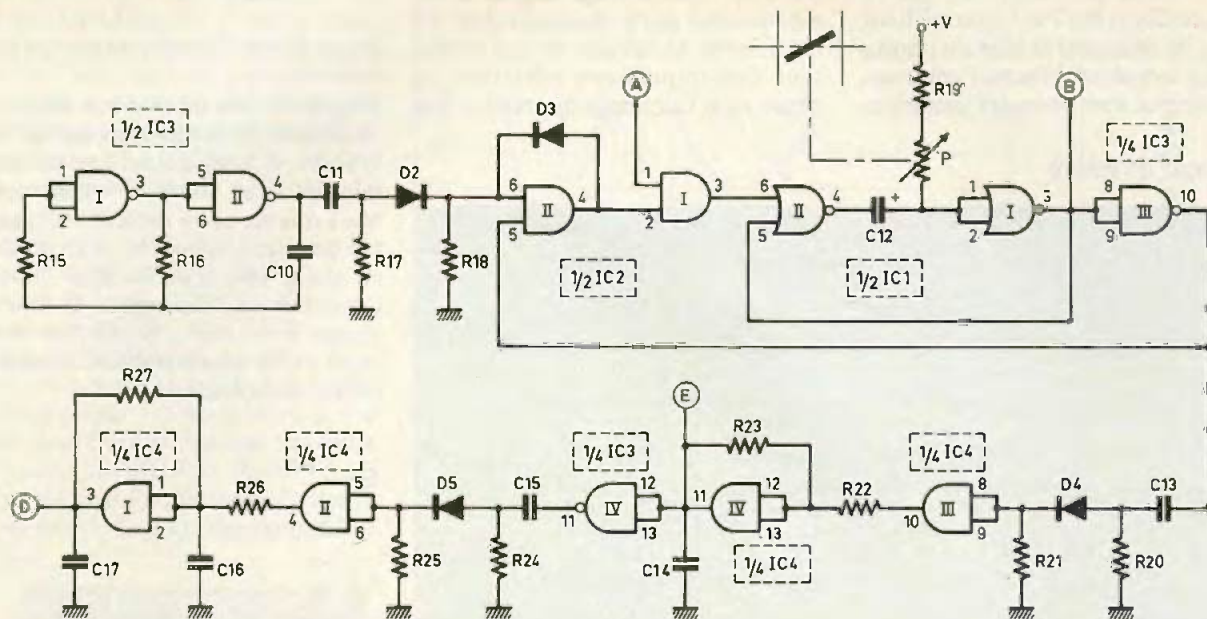 +V
A
B
R19
P
D3
1/2 IC3
1/4 IC3
1
2
I
3
5
6
II
4
C11
D2
6
5
II
4
1
2
I
3
6
5
II
4
C12
+
1
2
I
3
8
9
III
10
R15
R16
C10
R17
R18
1/2 IC2
1/2 IC1
R27
E
R23
1/4 IC4
1/4 IC4
1/4 IC3
1/4 IC4
D
3
I
1
2
R26
4
II
5
6
D5
C15
11
IV
12
13
11
IV
12
13
R22
10
III
8
9
D4
C13
C17
C16
R25
R24
C14
1/4 IC4
R21
R20